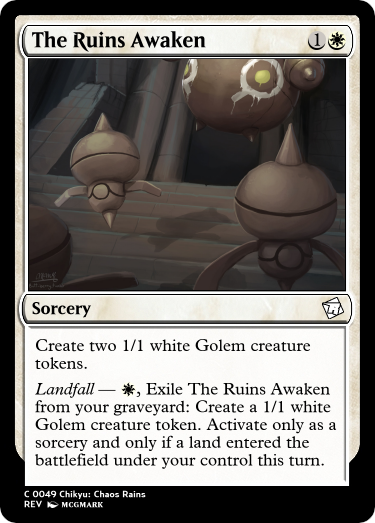 The Ruins Awaken 1
Sorcery
Create two 1/1 white Golem creature
tokens.
Landfall — , Exile The Ruins Awaken
from your graveyard: Create a 1/1 white
Golem creature token. Activate only as a
sorcery and only if a land entered the
battlefield under your control this turn.
C 0049 Chikyu: Chaos Rains
REV MCGMARK